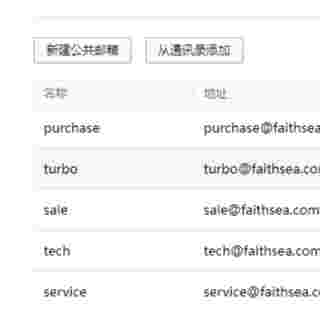 新建公共邮箱 从通讯录添加
名称 地址
purchase purchase@faithsea
turbo turbo@faithsea.co
sale sale@faithsea.com
tech tech@faithsea.com
service service@faithsea.c